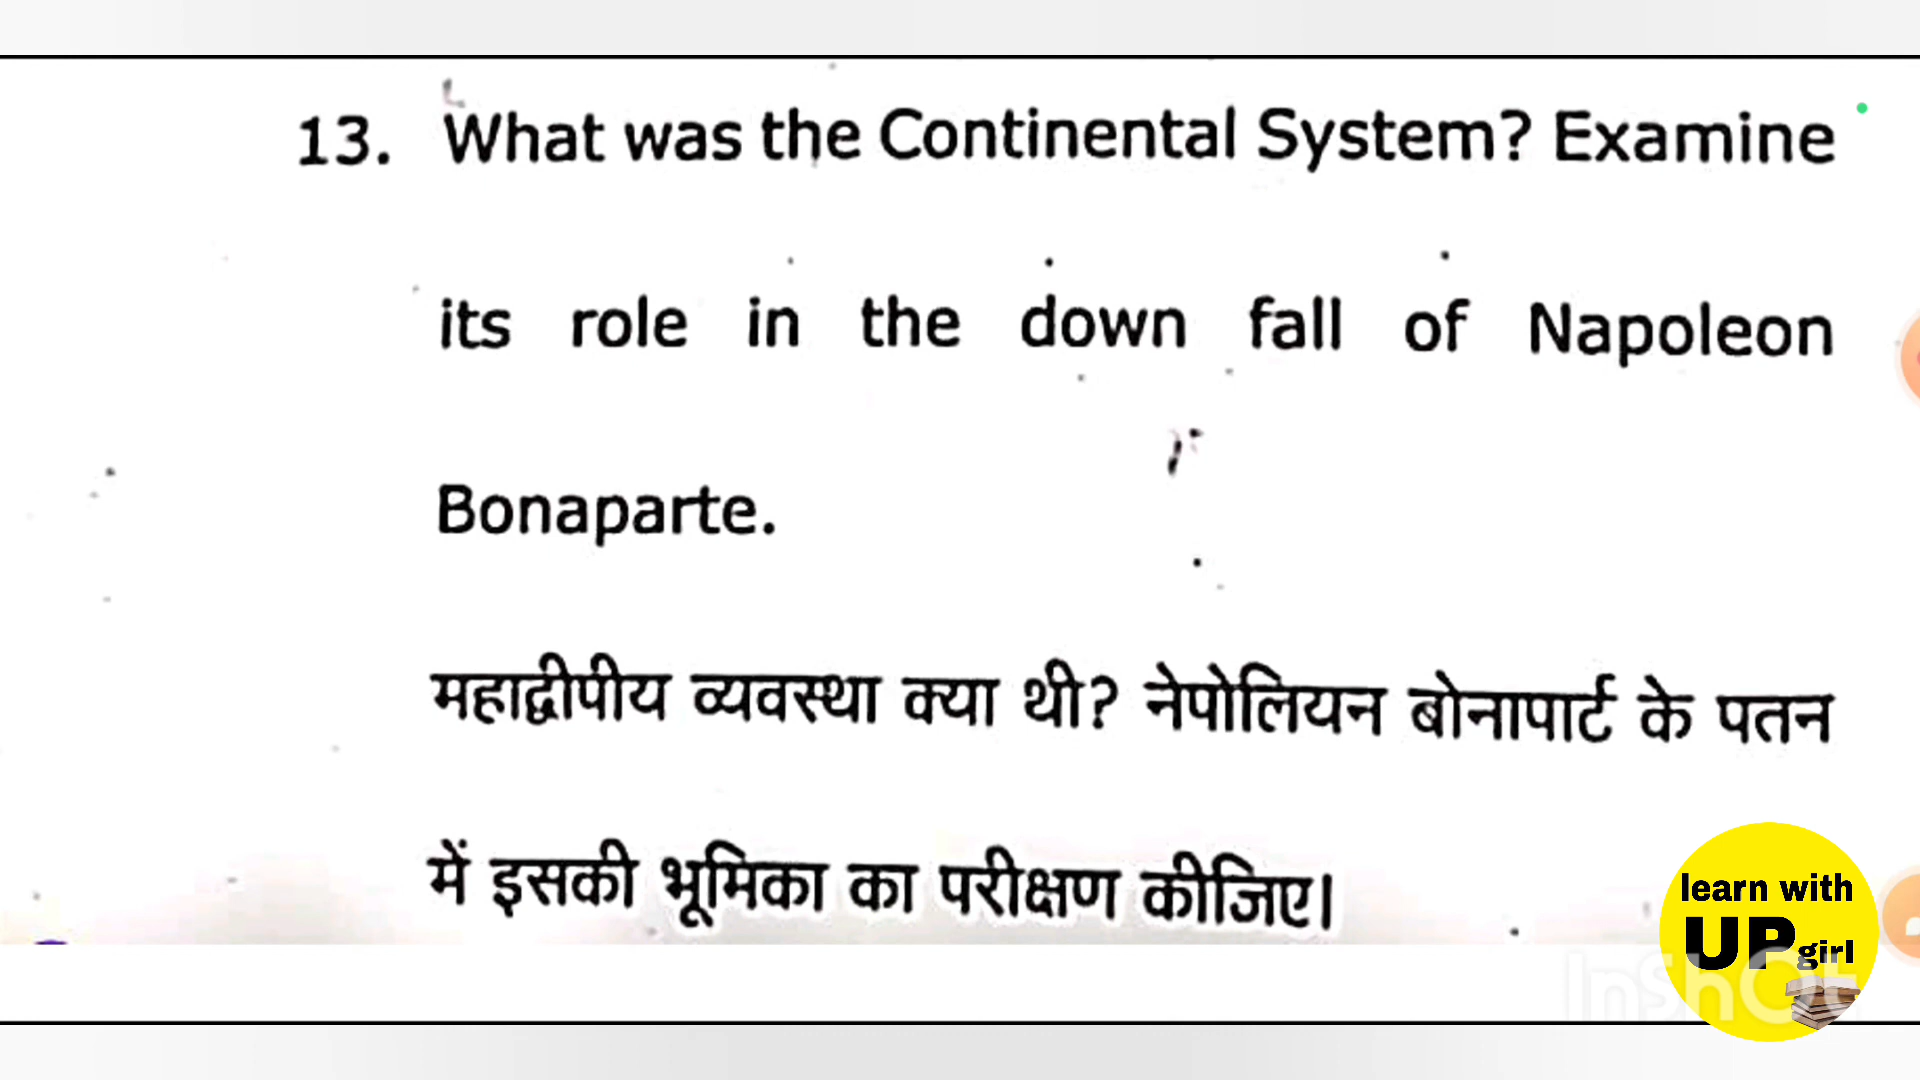 13. What was the Continental System? Examine
its role in the down fall of Napoleon
Bonaparte.
महाद्वीपीय व्यवस्था क्या थी? नेपोलियन बोनापार्ट के पतन
में इसकी भूमिका का परीक्षण कीजिए।
learn with
UP girl
InShOt